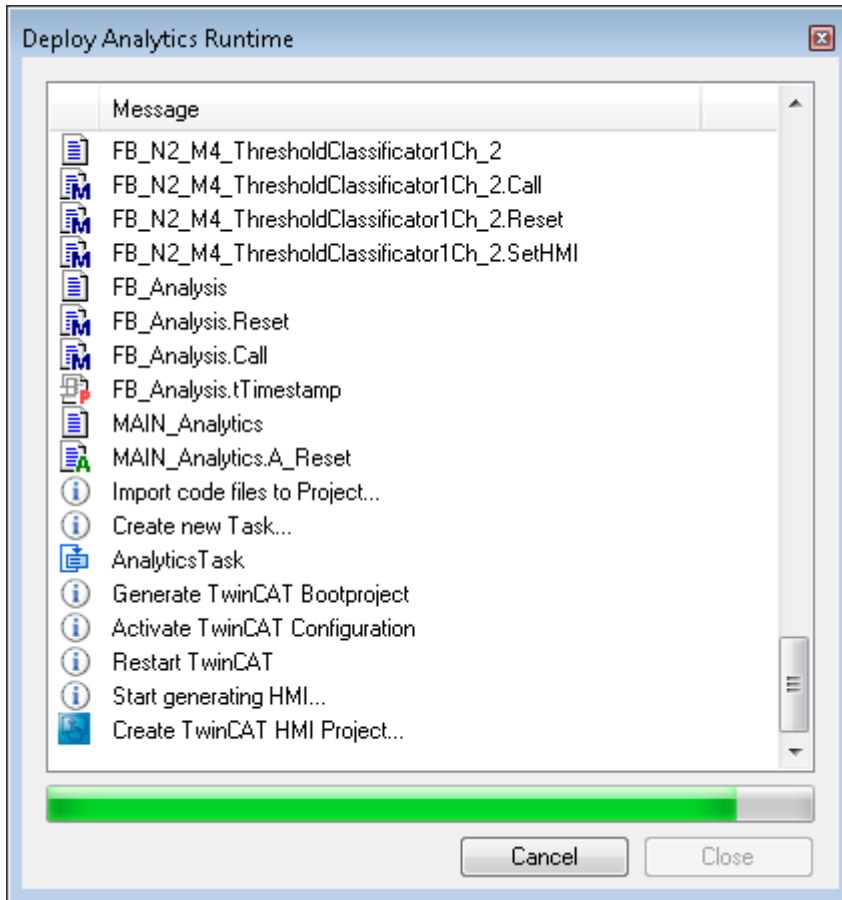 Deploy Analytics Runtime
Message
FB_N2_M4_ThresholdClassificator1Ch_2
FB_N2_M4_ThresholdClassificator1Ch_2.Call
FB_N2_M4_ThresholdClassificator1Ch_2.Reset
FB_N2_M4_ThresholdClassificator1Ch_2.SetHMI
FB_Analysis
FB_Analysis.Reset
FB_Analysis.Call
FB_Analysis.tTimestamp
MAIN_Analytics
MAIN_Analytics.A_Reset
Import code files to Project...
Create new Task...
AnalyticsTask
Generate TwinCAT Bootproject
Activate TwinCAT Configuration
Restart TwinCAT
Start generating HMI...
Create TwinCAT HMI Project...
Cancel Close